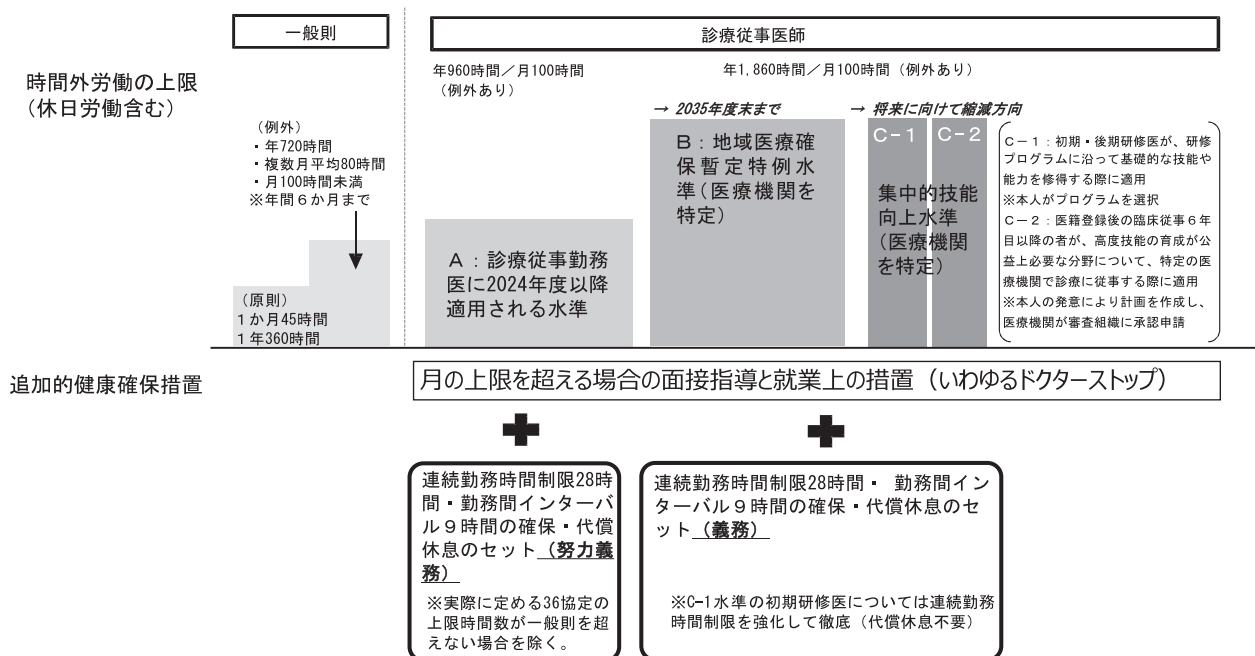 一般則
診療従事医師
時間外労働の上限
(休日労働含む)
年960時間／月100時間
(例外あり)
年1,860時間／月100時間 (例外あり)
→ 2035年度末まで
→ 将来に向けて縮減方向
(例外)
・年720時間
・複数月平均80時間
・月100時間未満
※年間６か月まで
(原則)
１か月45時間
１年360時間
Ａ：診療従事勤務
医に2024年度以降
適用される水準
Ｂ：地域医療確
保暫定特例水
準(医療機関を
特定)
C-1
C-2
集中的技能
向上水準
(医療機関
を特定)
Ｃ－１：初期・後期研修医が、研修
プログラムに沿って基礎的な技能や
能力を修得する際に適用
※本人がプログラムを選択
Ｃ－２：医籍登録後の臨床従事６年
目以降の者が、高度技能の育成が公
益上必要な分野について、特定の医
療機関で診療に従事する際に適用
※本人の発意により計画を作成し、
医療機関が審査組織に承認申請
追加的健康確保措置
月の上限を超える場合の面接指導と就業上の措置（いわゆるドクターストップ）
連続勤務時間制限28時
間・勤務間インターバ
ル９時間の確保・代償
休息のセット（努力義
務）
※実際に定める36協定の
上限時間数が一般則を超
えない場合を除く。
連続勤務時間制限28時間・ 勤務間イン
ターバル９時間の確保・代償休息のセ
ット（義務）
※C-1水準の初期研修医については連続勤務
時間制限を強化して徹底（代償休息不要）